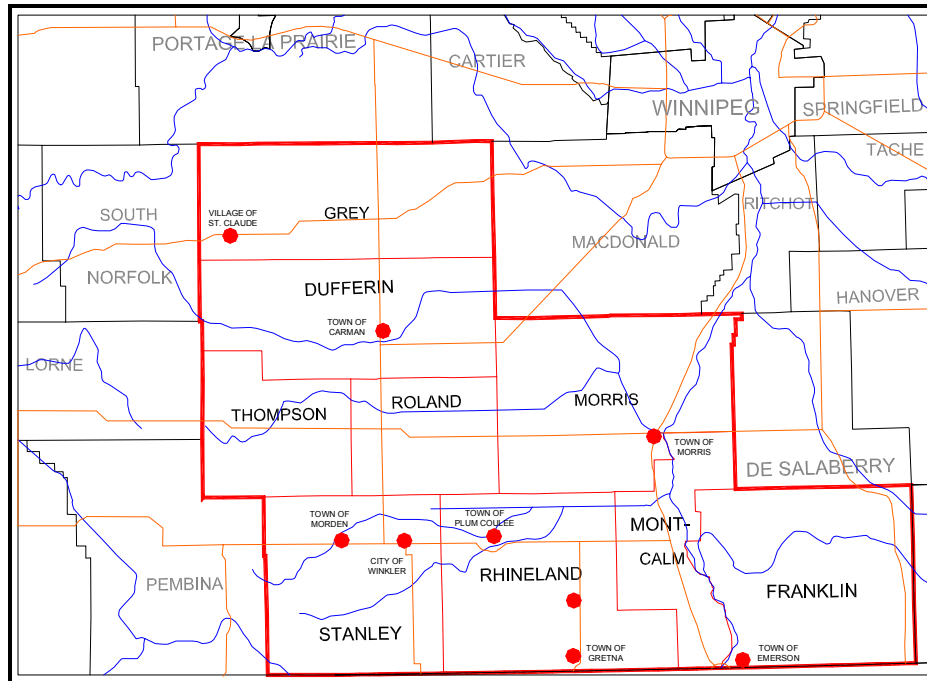 PORTAGE LA PRAIRIE
CARTIER
WINNIPEG
SPRINGFIELD
TACHE
SOUTH
NORFOLK
VILLAGE OF
ST. CLAUDE
GREY
MACDONALD
RITCHOT
DUFFERIN
HANOVER
TOWN OF
CARMAN
LORNE
THOMPSON
ROLAND
MORRIS
TOWN OF
MORRIS
DE SALABERRY
TOWN OF
MORDEN
CITY OF
WINKLER
TOWN OF
PLUM COULEE
MONT-
CALM
PEMBINA
RHINELAND
FRANKLIN
STANLEY
TOWN OF
GRETNA
TOWN OF
EMERSON